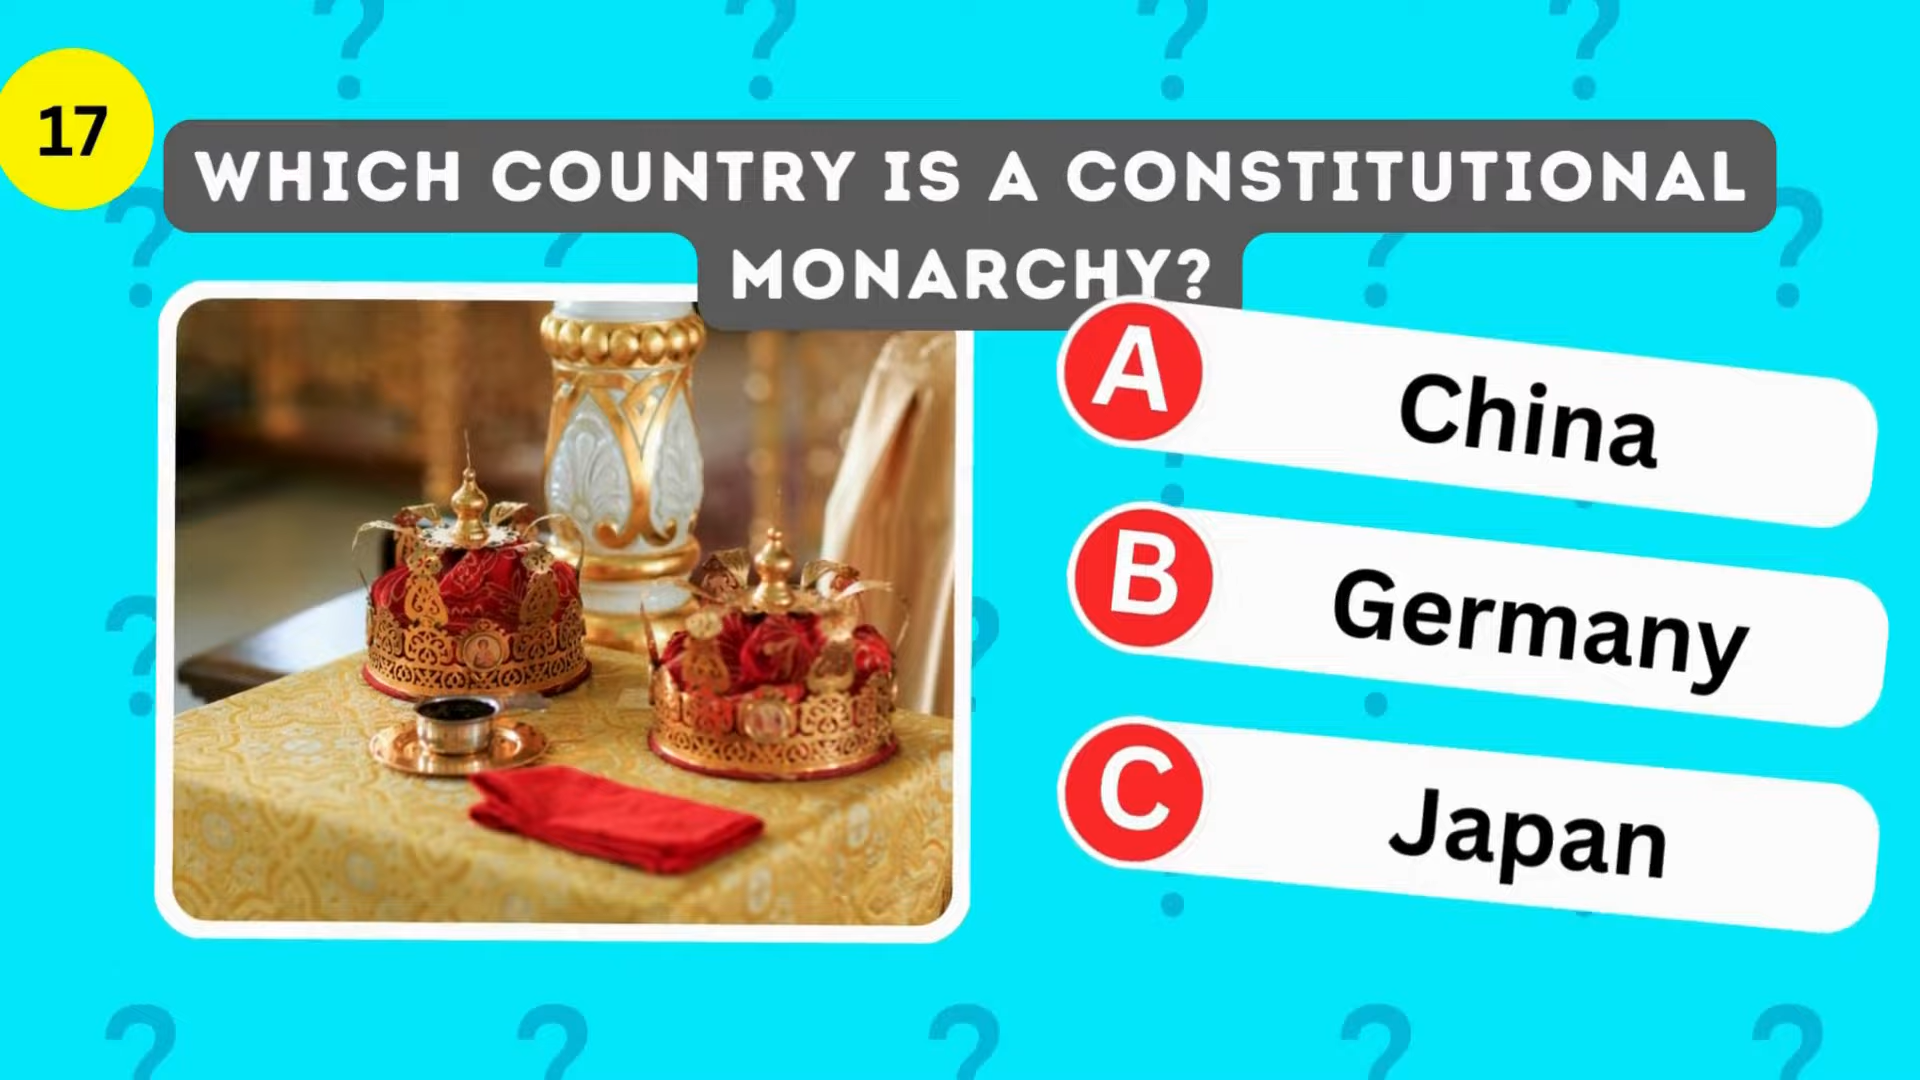 17
WHICH COUNTRY IS A CONSTITUTIONAL
MONARCHY?
A China
B Germany
C Japan